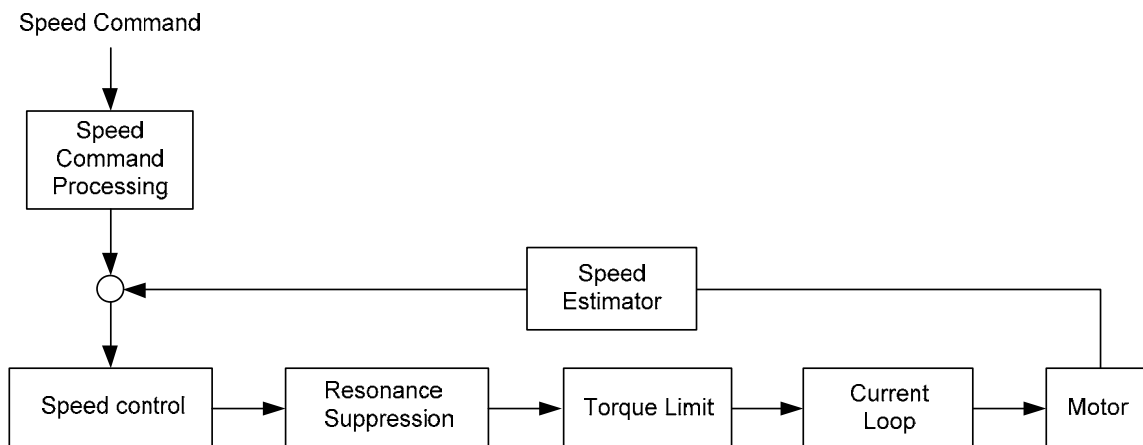 Speed Command
Speed
Command
Processing
Speed
Estimator
Speed control
Resonance
Suppression
Torque Limit
Current
Loop
Motor